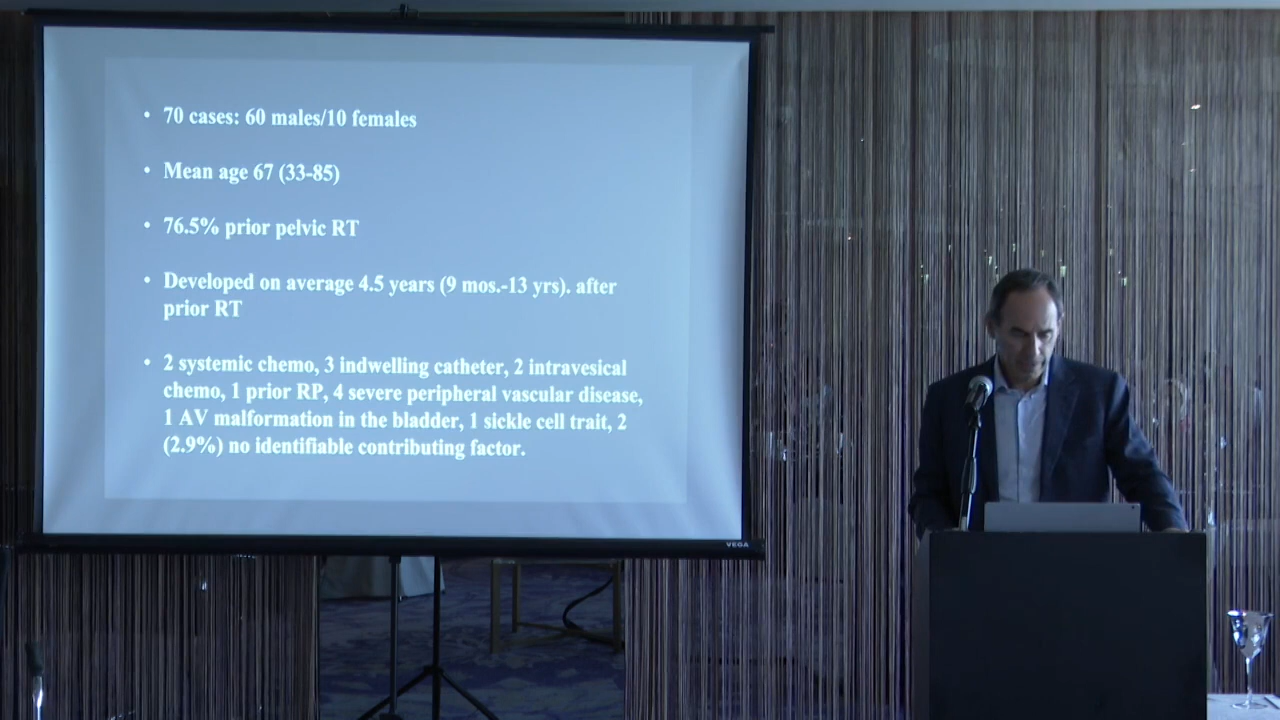 • 70 cases: 60 males/10 females
• Mean age 67 (33-85)
• 76.5% prior pelvic RT
• Developed on average 4.5 years (9 mos.-13 yrs). after
prior RT
• 2 systemic chemo, 3 indwelling catheter, 2 intravesical
chemo, 1 prior RP, 4 severe peripheral vascular disease,
1 AV malformation in the bladder, 1 sickle cell trait, 2
(2.9%) no identifiable contributing factor.
VEGA